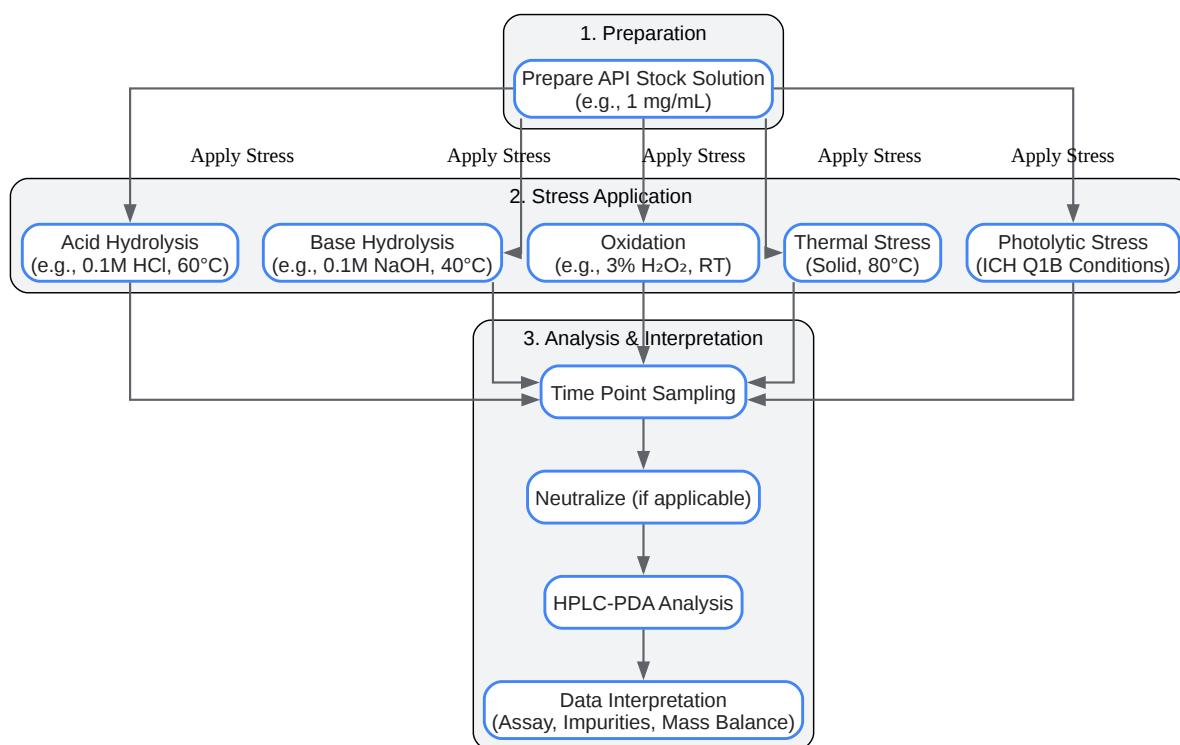 1. Preparation
Prepare API Stock Solution
(e.g., 1 mg/mL)
Apply Stress
Apply Stress
Apply Stress
Apply Stress
Apply Stress
2. Stress Application
Acid Hydrolysis
(e.g., 0.1M HCl, 60°C)
Base Hydrolysis
(e.g., 0.1M NaOH, 40°C)
Oxidation
(e.g., 3% H₂O₂, RT)
Thermal Stress
(Solid, 80°C)
Photolytic Stress
(ICH Q1B Conditions)
3. Analysis & Interpretation
Time Point Sampling
Neutralize (if applicable)
HPLC-PDA Analysis
Data Interpretation
(Assay, Impurities, Mass Balance)